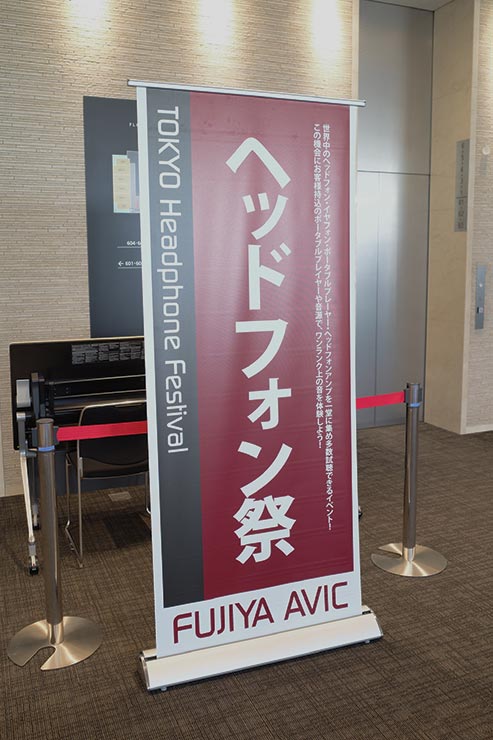 世界中のヘッドフォン・イヤフォン・ポータブルプレーヤー・ヘッドフォンアンプを一堂に集め多数試聴できるイベント!
この機会にお客様持込のポータブルプレイヤーや音源で、ワンランク上の音を体験しよう!
ヘッドフォン祭
TOKYO Headphone Festival
FUJIYA AVIC